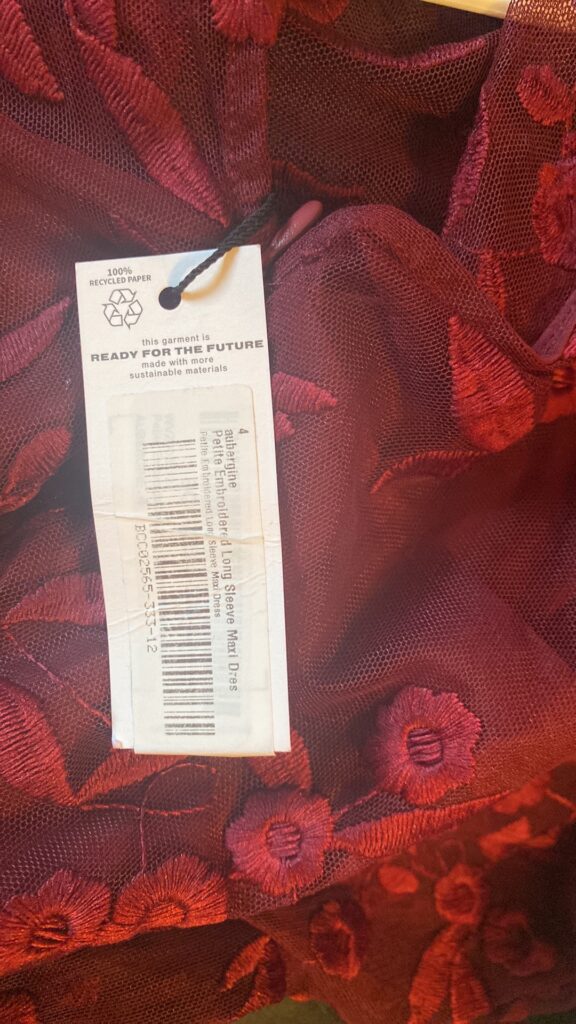 100%
RECYCLED PAPER
this garment is
READY FOR THE FUTURE
made with more
sustainable materials
4
aubergine
Petite Embroidered Long Sleeve Maxi Dres
Petite Embroidered Long Sleeve Maxi Dress
BCC02565-333-12